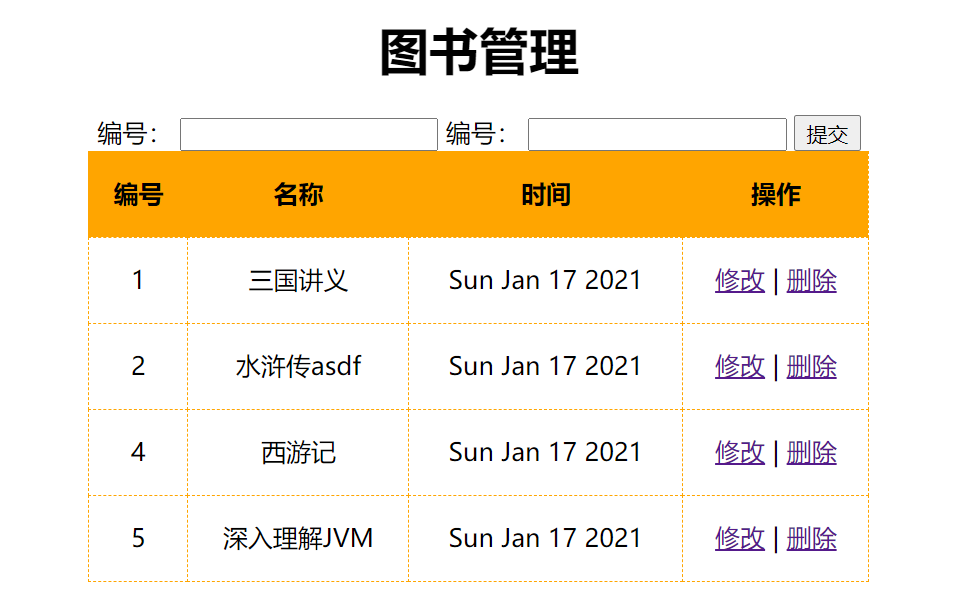 图书管理
编号： 编号： 提交
编号 名称 时间 操作
1 三国讲义 Sun Jan 17 2021 修改 | 删除
2 水浒传asdf Sun Jan 17 2021 修改 | 删除
4 西游记 Sun Jan 17 2021 修改 | 删除
5 深入理解JVM Sun Jan 17 2021 修改 | 删除